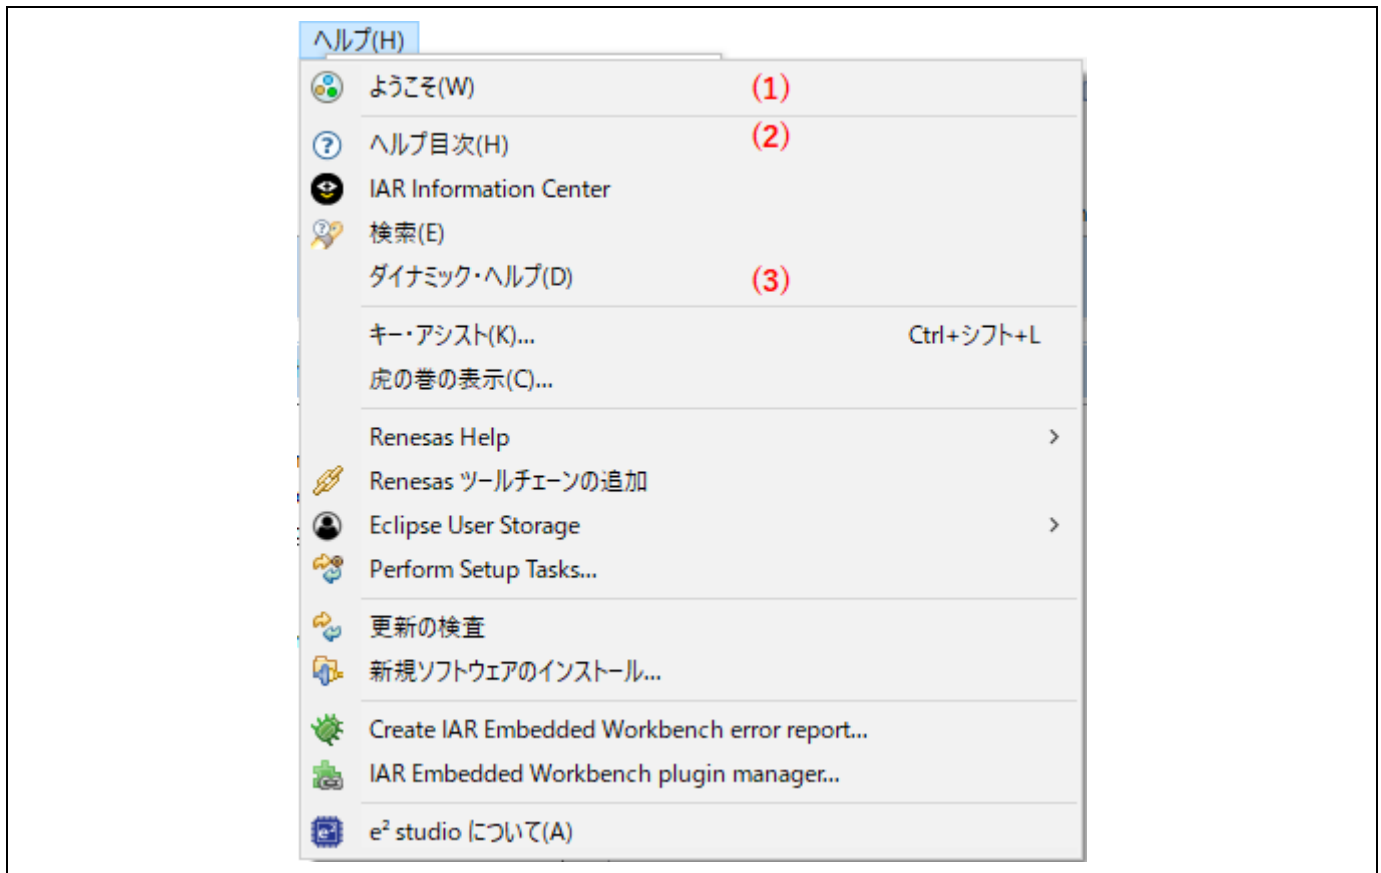 ヘルプ(H)
ようこそ(W) (1)
ヘルプ目次(H) (2)
IAR Information Center
検索(E)
ダイナミック・ヘルプ(D) (3)
キー・アシスト(K)... Ctrl+シフト+L
虎の巻の表示(C)...
Renesas Help
Renesas ツールチェーンの追加
Eclipse User Storage
Perform Setup Tasks...
更新の検査
新規ソフトウェアのインストール...
Create IAR Embedded Workbench error report...
IAR Embedded Workbench plugin manager...
e² studio について(A)